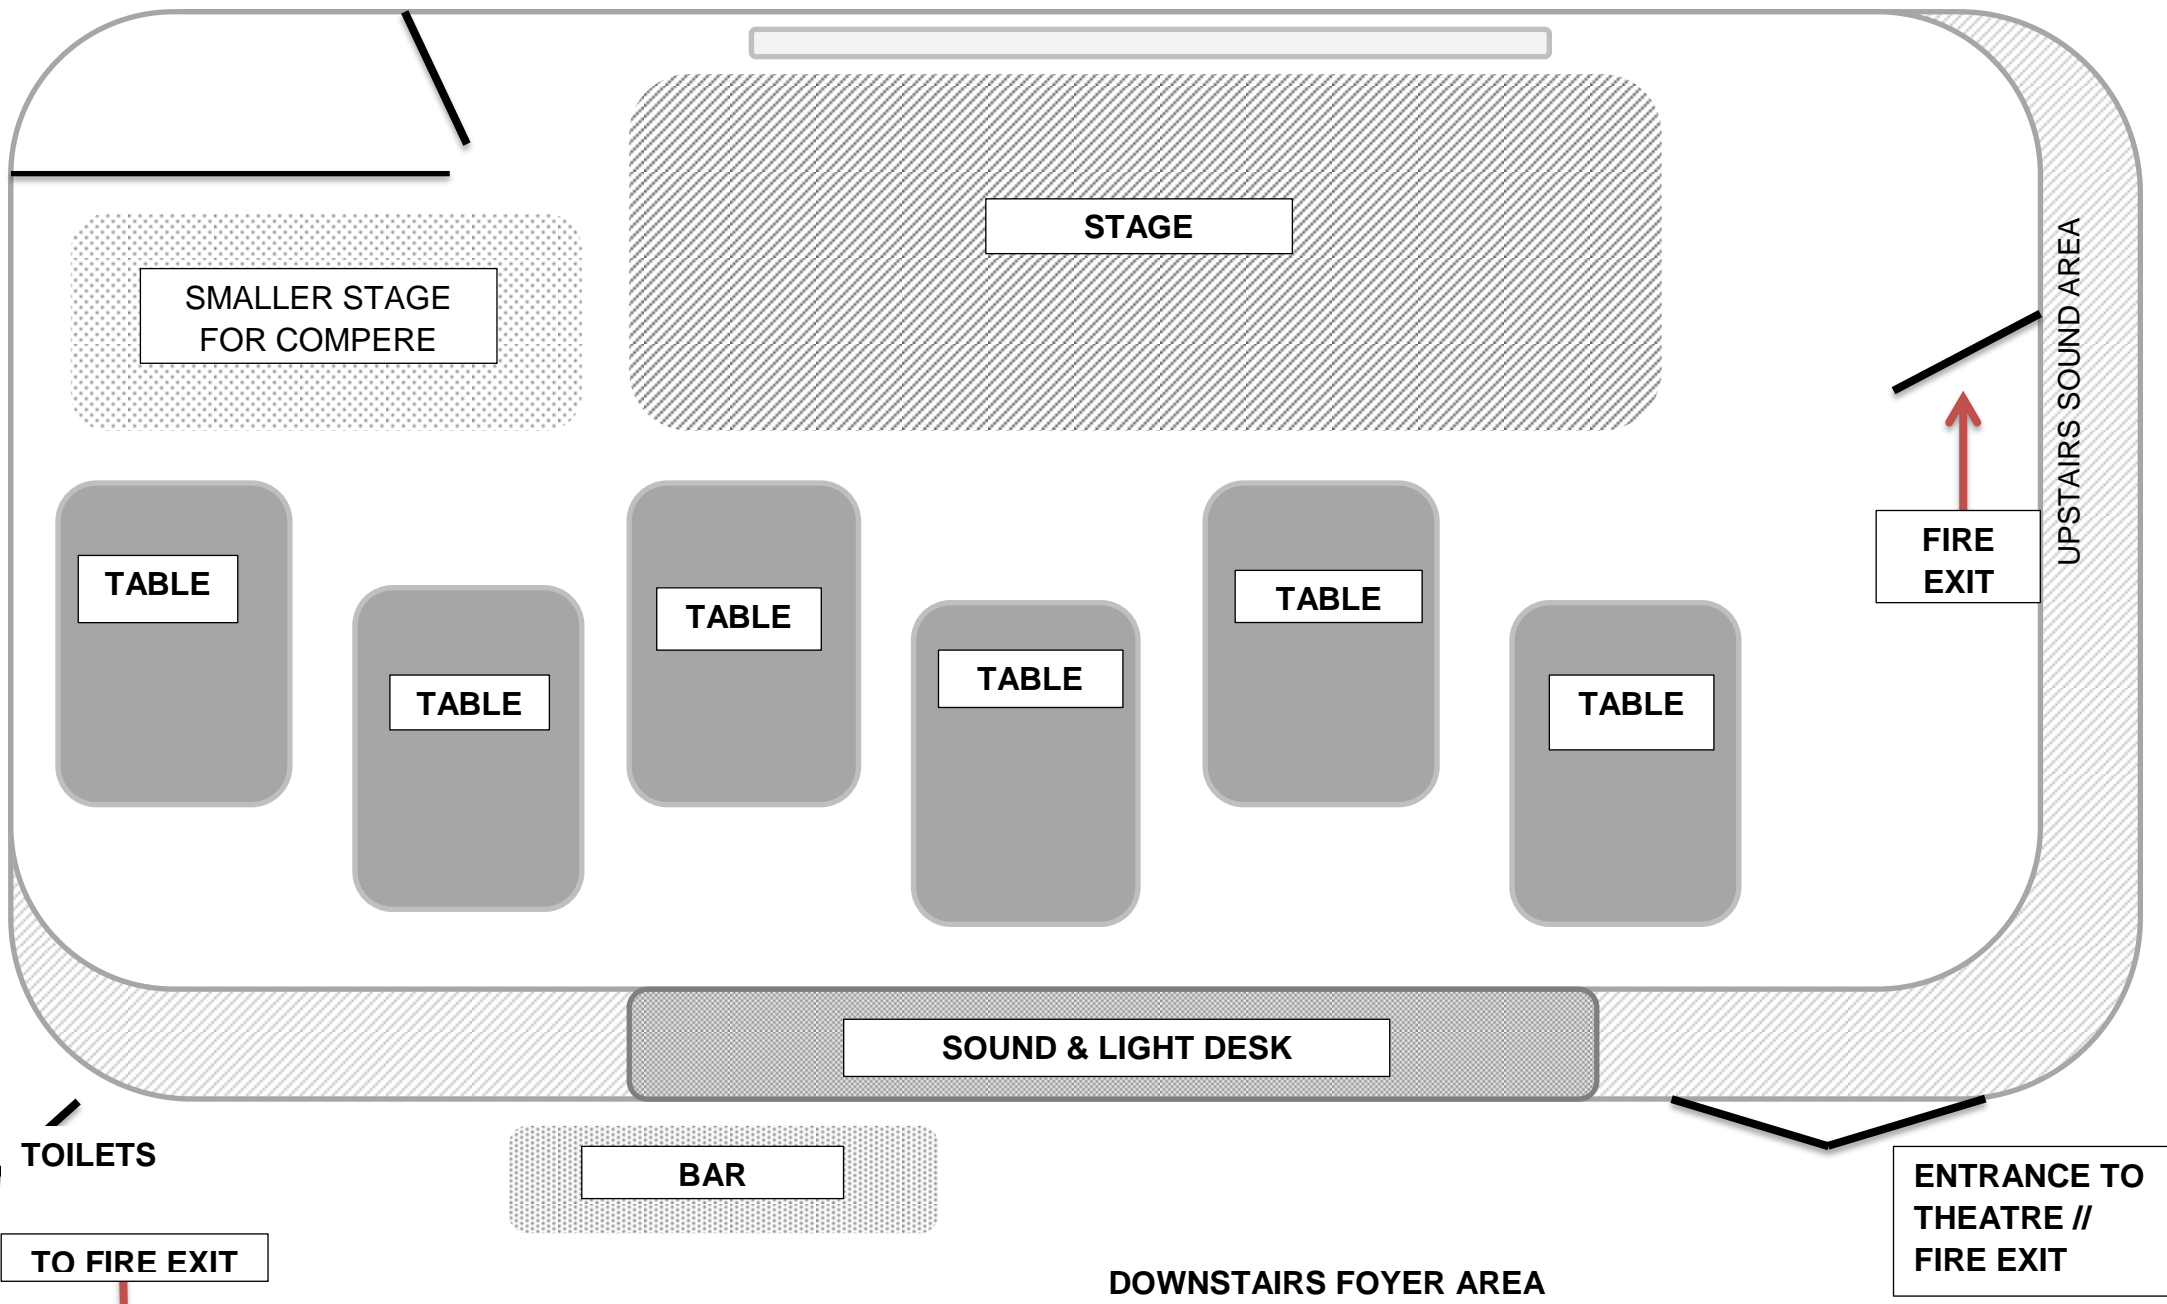 STAGE
SMALLER STAGE
FOR COMPERE
UPSTAIRS SOUND AREA
FIRE
EXIT
TABLE
TABLE
TABLE
TABLE
TABLE
TABLE
SOUND & LIGHT DESK
TOILETS
BAR
ENTRANCE TO
THEATRE //
FIRE EXIT
TO FIRE EXIT
DOWNSTAIRS FOYER AREA